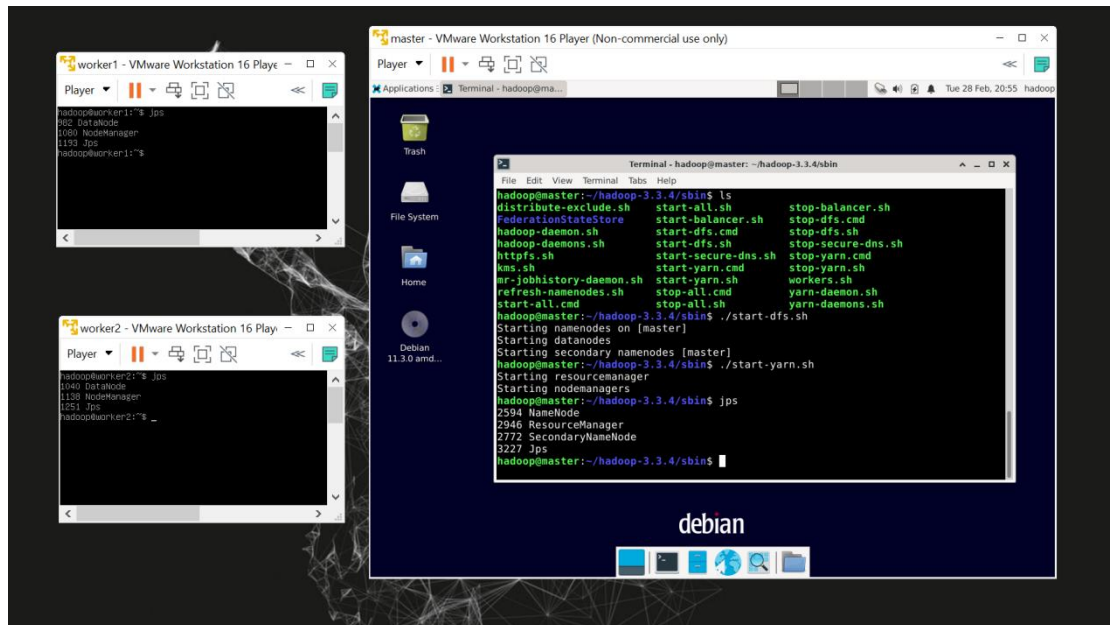 worker1 - VMware Workstation 16 Playe
Player
hadoop@worker1:~$ jps
982 DataNode
1080 NodeManager
1193 Jps
hadoop@worker1:~$
worker2 - VMware Workstation 16 Play
Player
hadoop@worker2:~$ jps
1040 DataNode
1138 NodeManager
1251 Jps
hadoop@worker2:~$ _
master - VMware Workstation 16 Player (Non-commercial use only)
Player
Applications Terminal - hadoop@ma... Tue 28 Feb, 20:55 hadoop
Trash
File System
Home
Debian
11.3.0 amd...
Terminal - hadoop@master: ~/hadoop-3.3.4/sbin
File Edit View Terminal Tabs Help
hadoop@master:~/hadoop-3.3.4/sbin$ ls
distribute-exclude.sh start-all.sh stop-balancer.sh
FederationStateStore start-balancer.sh stop-dfs.cmd
hadoop-daemon.sh start-dfs.cmd stop-dfs.sh
hadoop-daemons.sh start-dfs.sh stop-secure-dns.sh
httpfs.sh start-secure-dns.sh stop-yarn.cmd
kms.sh start-yarn.cmd stop-yarn.sh
mr-jobhistory-daemon.sh start-yarn.sh workers.sh
refresh-namenodes.sh stop-all.cmd yarn-daemon.sh
start-all.cmd stop-all.sh yarn-daemons.sh
hadoop@master:~/hadoop-3.3.4/sbin$ ./start-dfs.sh
Starting namenodes on [master]
Starting datanodes
Starting secondary namenodes [master]
hadoop@master:~/hadoop-3.3.4/sbin$ ./start-yarn.sh
Starting resourcemanager
Starting nodemanagers
hadoop@master:~/hadoop-3.3.4/sbin$ jps
2594 NameNode
2946 ResourceManager
2772 SecondaryNameNode
3227 Jps
hadoop@master:~/hadoop-3.3.4/sbin$
debian